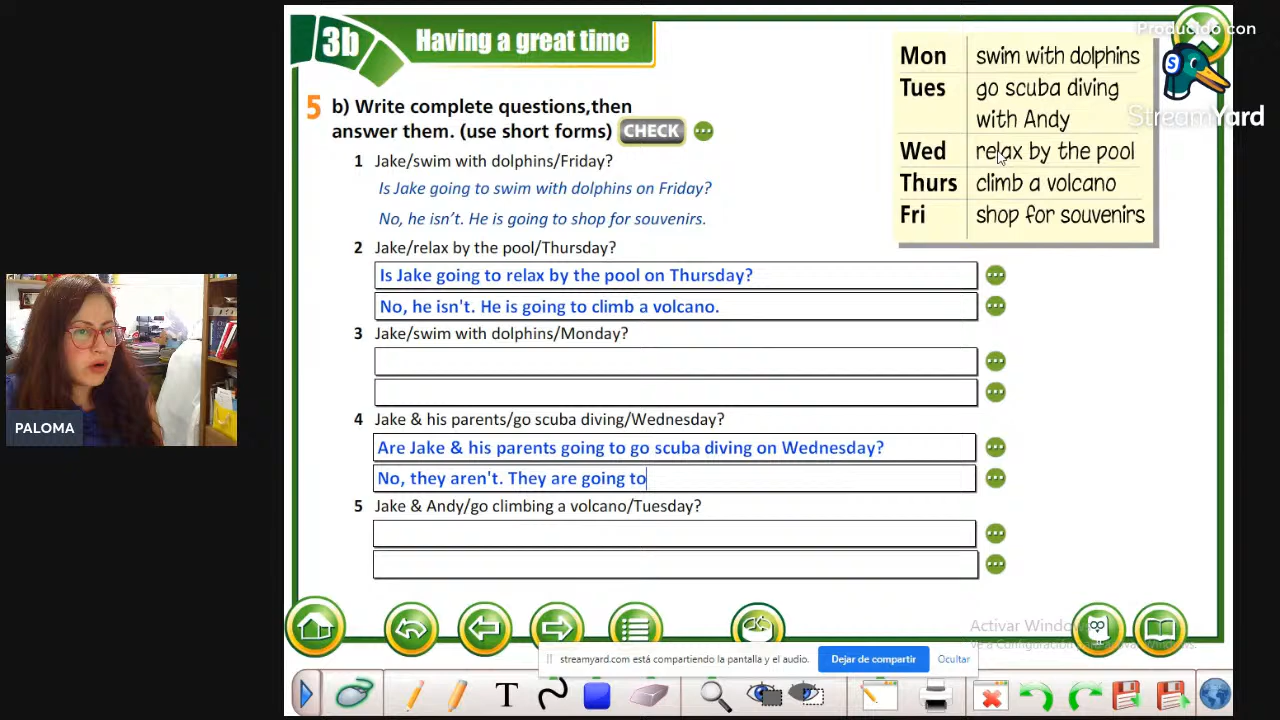 3b Having a great time
Producido con
StreamYard
Mon swim with dolphins
Tues go scuba diving
with Andy
Wed relax by the pool
Thurs climb a volcano
Fri shop for souvenirs
5 b) Write complete questions,then
answer them. (use short forms) CHECK
1 Jake/swim with dolphins/Friday?
Is Jake going to swim with dolphins on Friday?
No, he isn't. He is going to shop for souvenirs.
2 Jake/relax by the pool/Thursday?
Is Jake going to relax by the pool on Thursday?
No, he isn't. He is going to climb a volcano.
3 Jake/swim with dolphins/Monday?
4 Jake & his parents/go scuba diving/Wednesday?
Are Jake & his parents going to go scuba diving on Wednesday?
No, they aren't. They are going to
5 Jake & Andy/go climbing a volcano/Tuesday?
PALOMA
Activar Windows
Ve a Configuración para activar Windows.
streamyard.com está compartiendo la pantalla y el audio.
Dejar de compartir
Ocultar
T